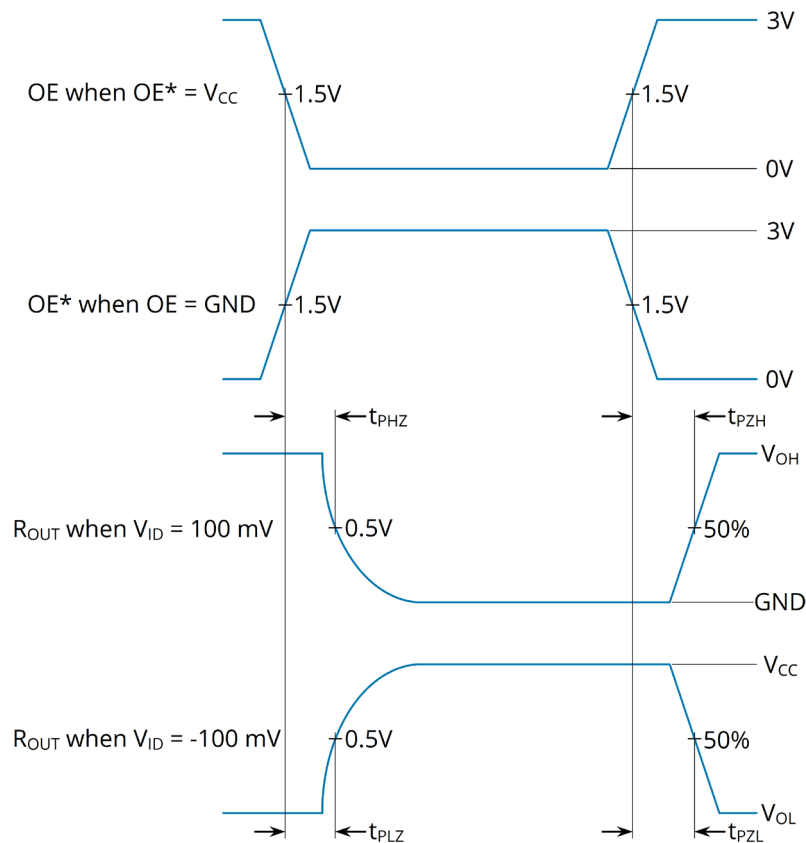 3V
OE when OE* = VCC
1.5V
1.5V
0V
3V
OE* when OE = GND
1.5V
1.5V
0V
tPHZ
tPZH
VOH
ROUT when VID = 100 mV
0.5V
50%
GND
VCC
ROUT when VID = -100 mV
0.5V
50%
VOL
tPLZ
tPZL